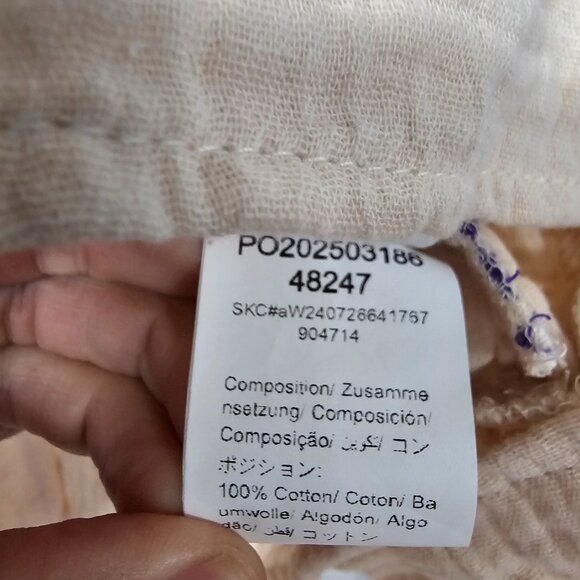 PO202503186
48247
SKC#aW240726641767
904714
Composition/ Zusamme
nsetzung/ Composición/
Composição/ تكوين/ コン
ポジション:
100% Cotton/ Coton/ Ba
umwolle/ Algodón/ Algo
dão/ قطن/ コットン